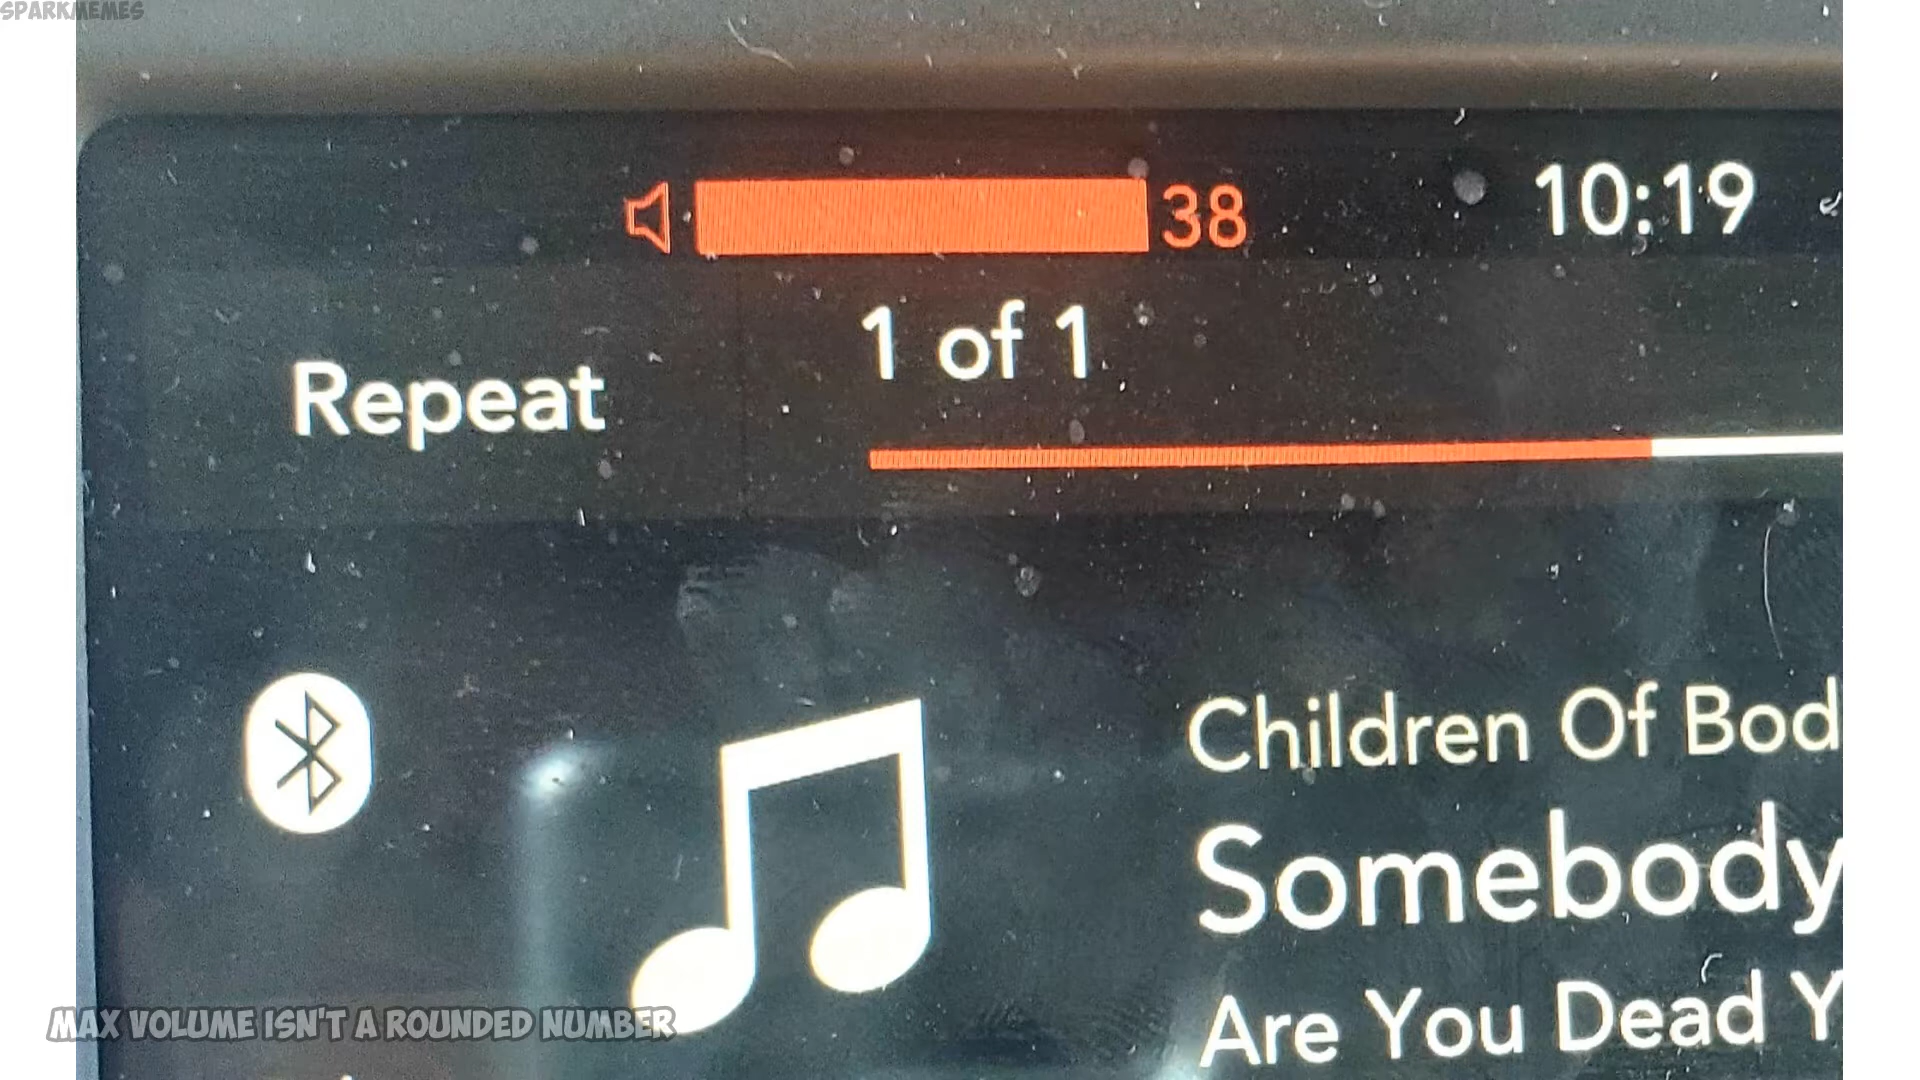 SPARKMEMES
38
10:19
1 of 1
Repeat
Children Of Bod
Somebody
Are You Dead Y
MAX VOLUME ISN'T A ROUNDED NUMBER